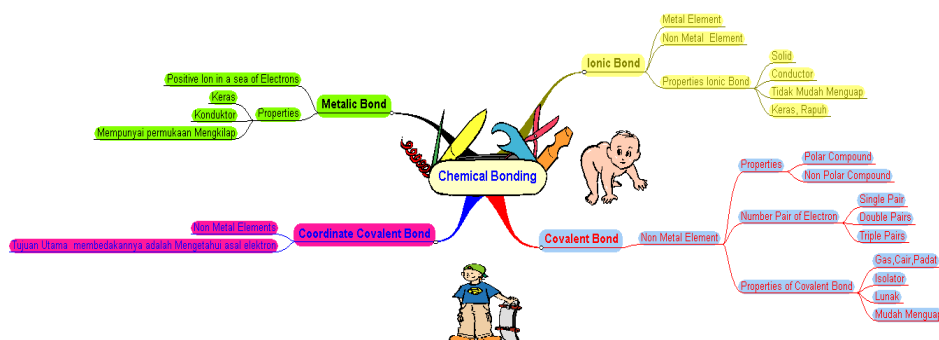 Chemical Bonding
Metalic Bond
Positive Ion in a sea of Electrons
Properties
Keras
Konduktor
Mempunyai permukaan Mengkilap
Coordinate Covalent Bond
Non Metal Elements
Tujuan Utama membedakannya adalah Mengetahui asal elektron
Ionic Bond
Metal Element
Non Metal Element
Properties Ionic Bond
Solid
Conductor
Tidak Mudah Menguap
Keras, Rapuh
Covalent Bond
Non Metal Element
Properties
Polar Compound
Non Polar Compound
Number Pair of Electron
Single Pair
Double Pairs
Triple Pairs
Properties of Covalent Bond
Gas,Cair,Padat
Isolator
Lunak
Mudah Menguap